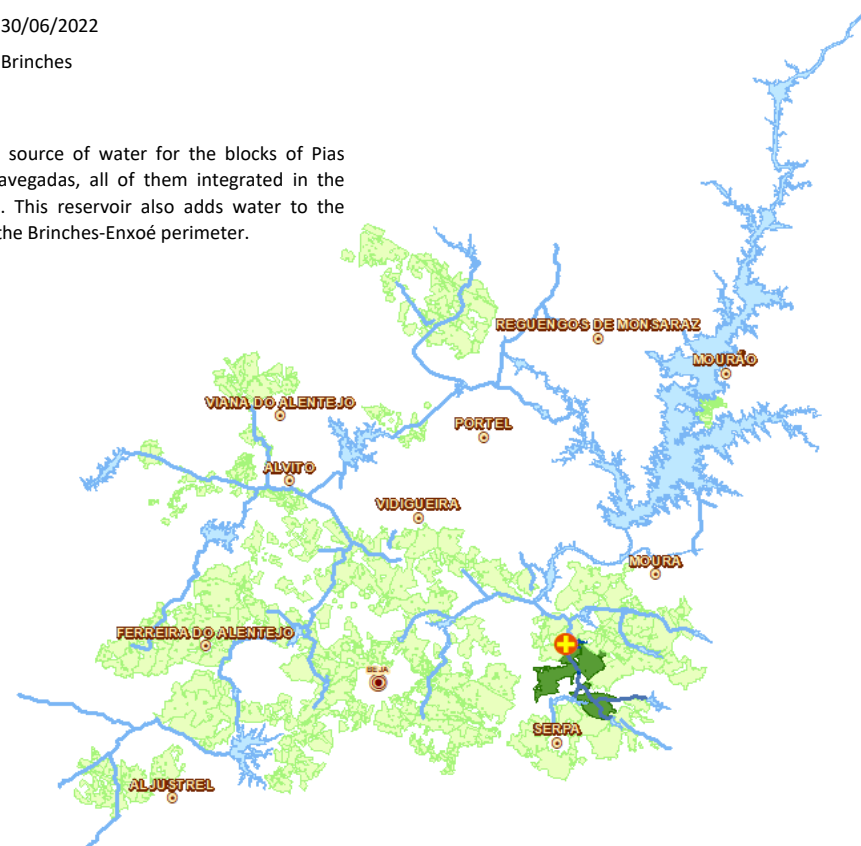 30/06/2022
Brinches
source of water for the blocks of Pias
avegadas, all of them integrated in the
. This reservoir also adds water to the
the Brinches-Enxoé perimeter.
REGUENGOS DE MONSARAZ
MOURÃO
VIANA DO ALENTEJO
PORTEL
ALVITO
VIDIGUEIRA
MOURA
FERREIRA DO ALENTEJO
BEJA
SERPA
ALJUSTREL